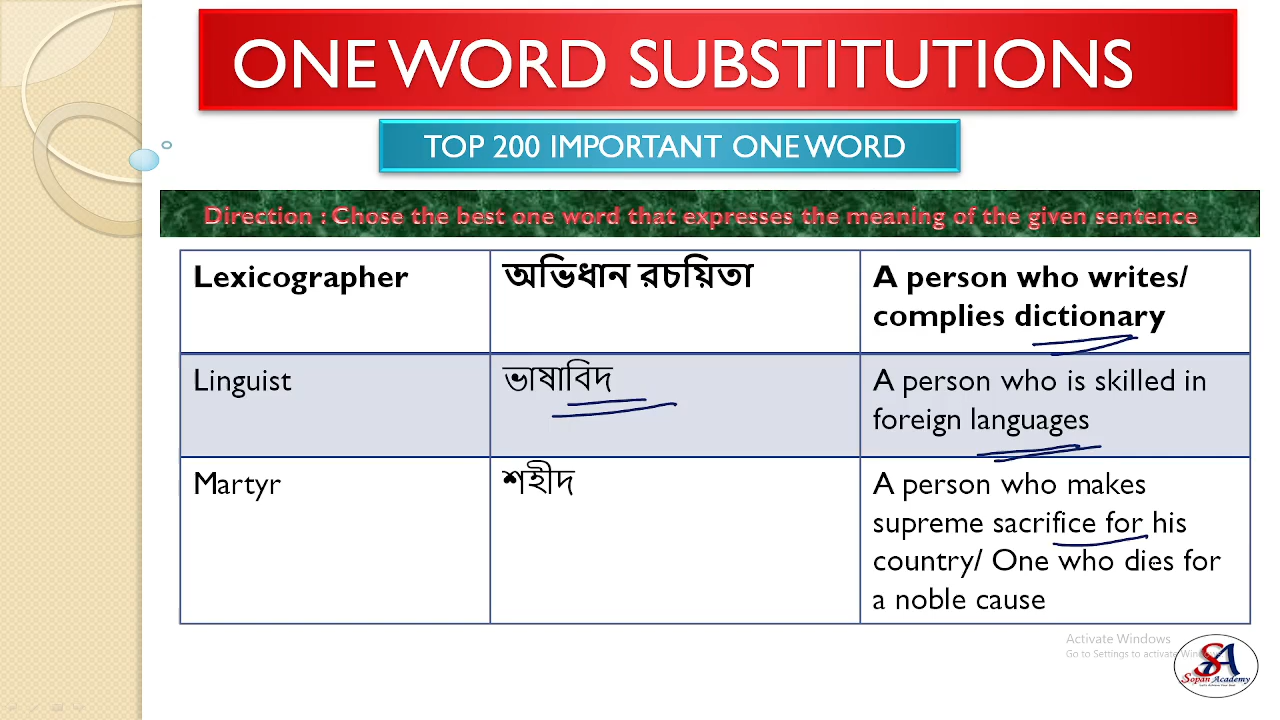 ONE WORD SUBSTITUTIONS
TOP 200 IMPORTANT ONE WORD
Direction : Chose the best one word that expresses the meaning of the given sentence
Lexicographer
অভিধান রচয়িতা
A person who writes/
complies dictionary
Linguist
ভাষাবিদ
A person who is skilled in
foreign languages
Martyr
শহীদ
A person who makes
supreme sacrifice for his
country/ One who dies for
a noble cause
Activate Windows
Go to Settings to activate
SA
Sopan Academy